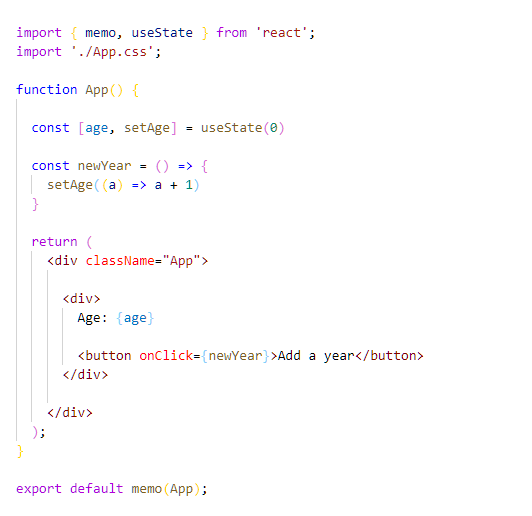 import { memo, useState } from 'react';
import './App.css';
function App() {
const [age, setAge] = useState(0)
const newYear = () => {
setAge((a) => a + 1)
}
return (
<div className="App">
<div>
Age: {age}
<button onClick={newYear}>Add a year</button>
</div>
</div>
);
}
export default memo(App);